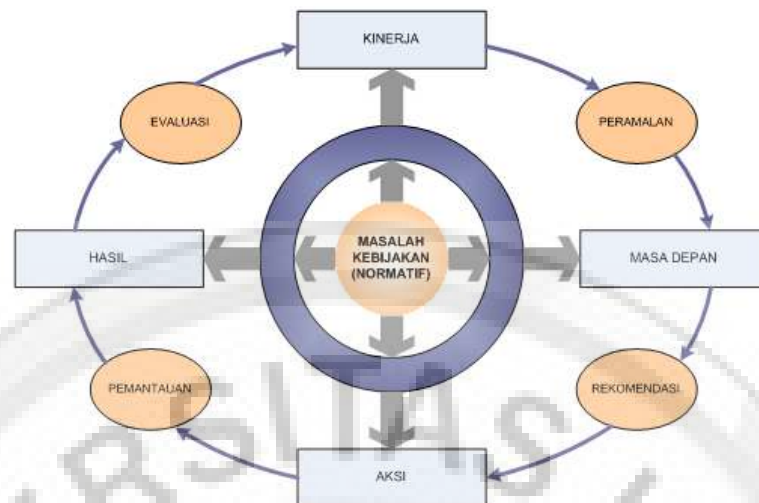 KINERJA
EVALUASI
PERAMALAN
HASIL
MASALAH
KEBIJAKAN
(NORMATIF)
MASA DEPAN
PEMANTAUAN
REKOMENDASI
AKSI